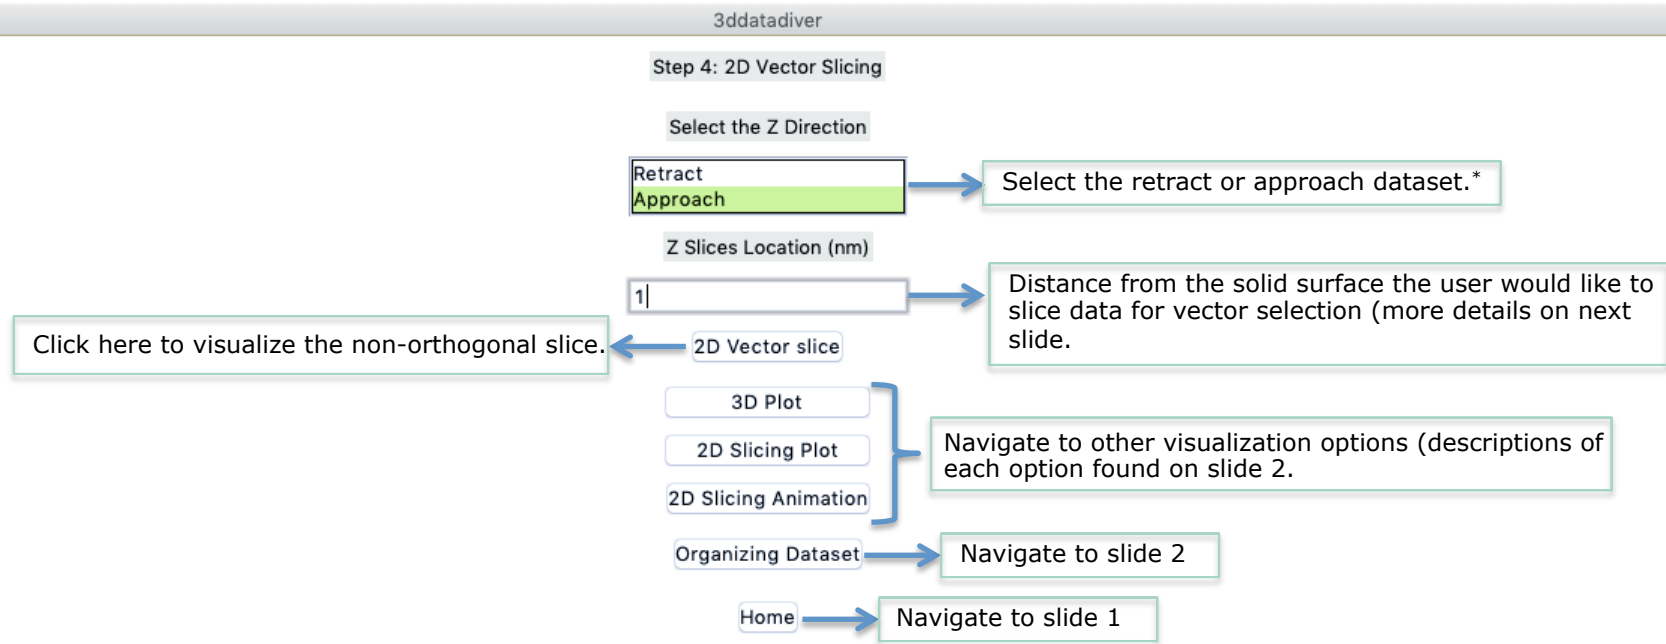 3ddatadiver
Step 4: 2D Vector Slicing
Select the Z Direction
Retract
Approach
Select the retract or approach dataset.*
Z Slices Location (nm)
1
Distance from the solid surface the user would like to
slice data for vector selection (more details on next
slide.
Click here to visualize the non-orthogonal slice.
2D Vector slice
3D Plot
2D Slicing Plot
2D Slicing Animation
Navigate to other visualization options (descriptions of
each option found on slide 2.
Organizing Dataset
Navigate to slide 2
Home
Navigate to slide 1